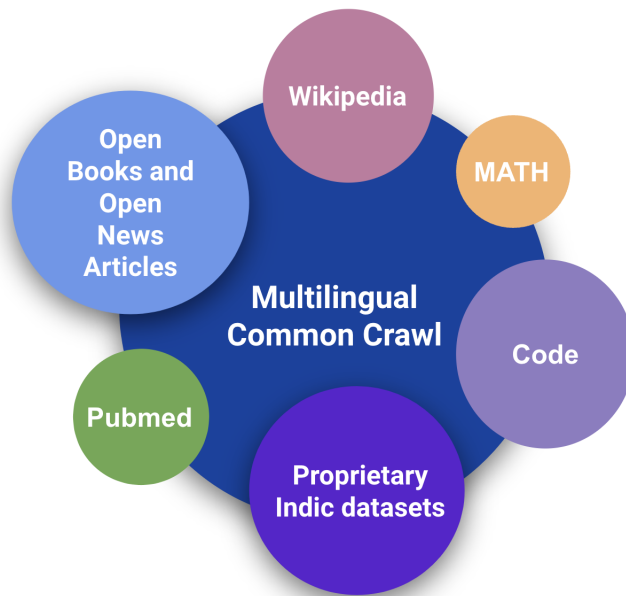 Wikipedia
Open
Books and
Open
News
Articles
MATH
Multilingual
Common Crawl
Code
Pubmed
Proprietary
Indic datasets